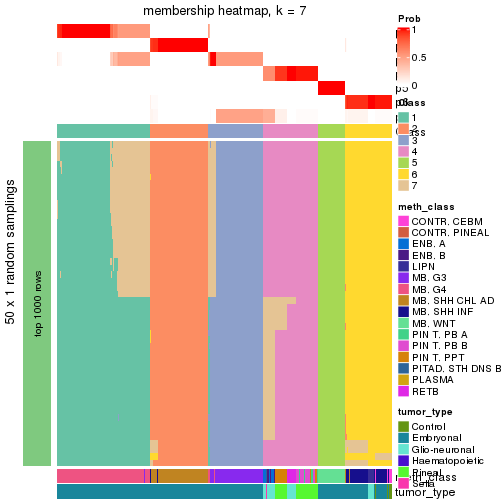 membership heatmap, k = 7
50 x 1 random samplings
top 1000 rows
Prob
1
0.5
0
Class
Class
1
2
3
4
5
6
7
meth_class
CONTR. CEBM
CONTR. PINEAL
ENB. A
ENB. B
LIPN
MB. G3
MB. G4
MB. SHH CHL AD
MB. SHH INF
MB. WNT
PIN T. PB A
PIN T. PB B
PIN T. PPT
PITAD. STH DNS B
PLASMA
RETB
tumor_type
Control
Embryonal
Glio-neuronal
Haematopoietic
Pineal
Sella
meth_class
tumor_type